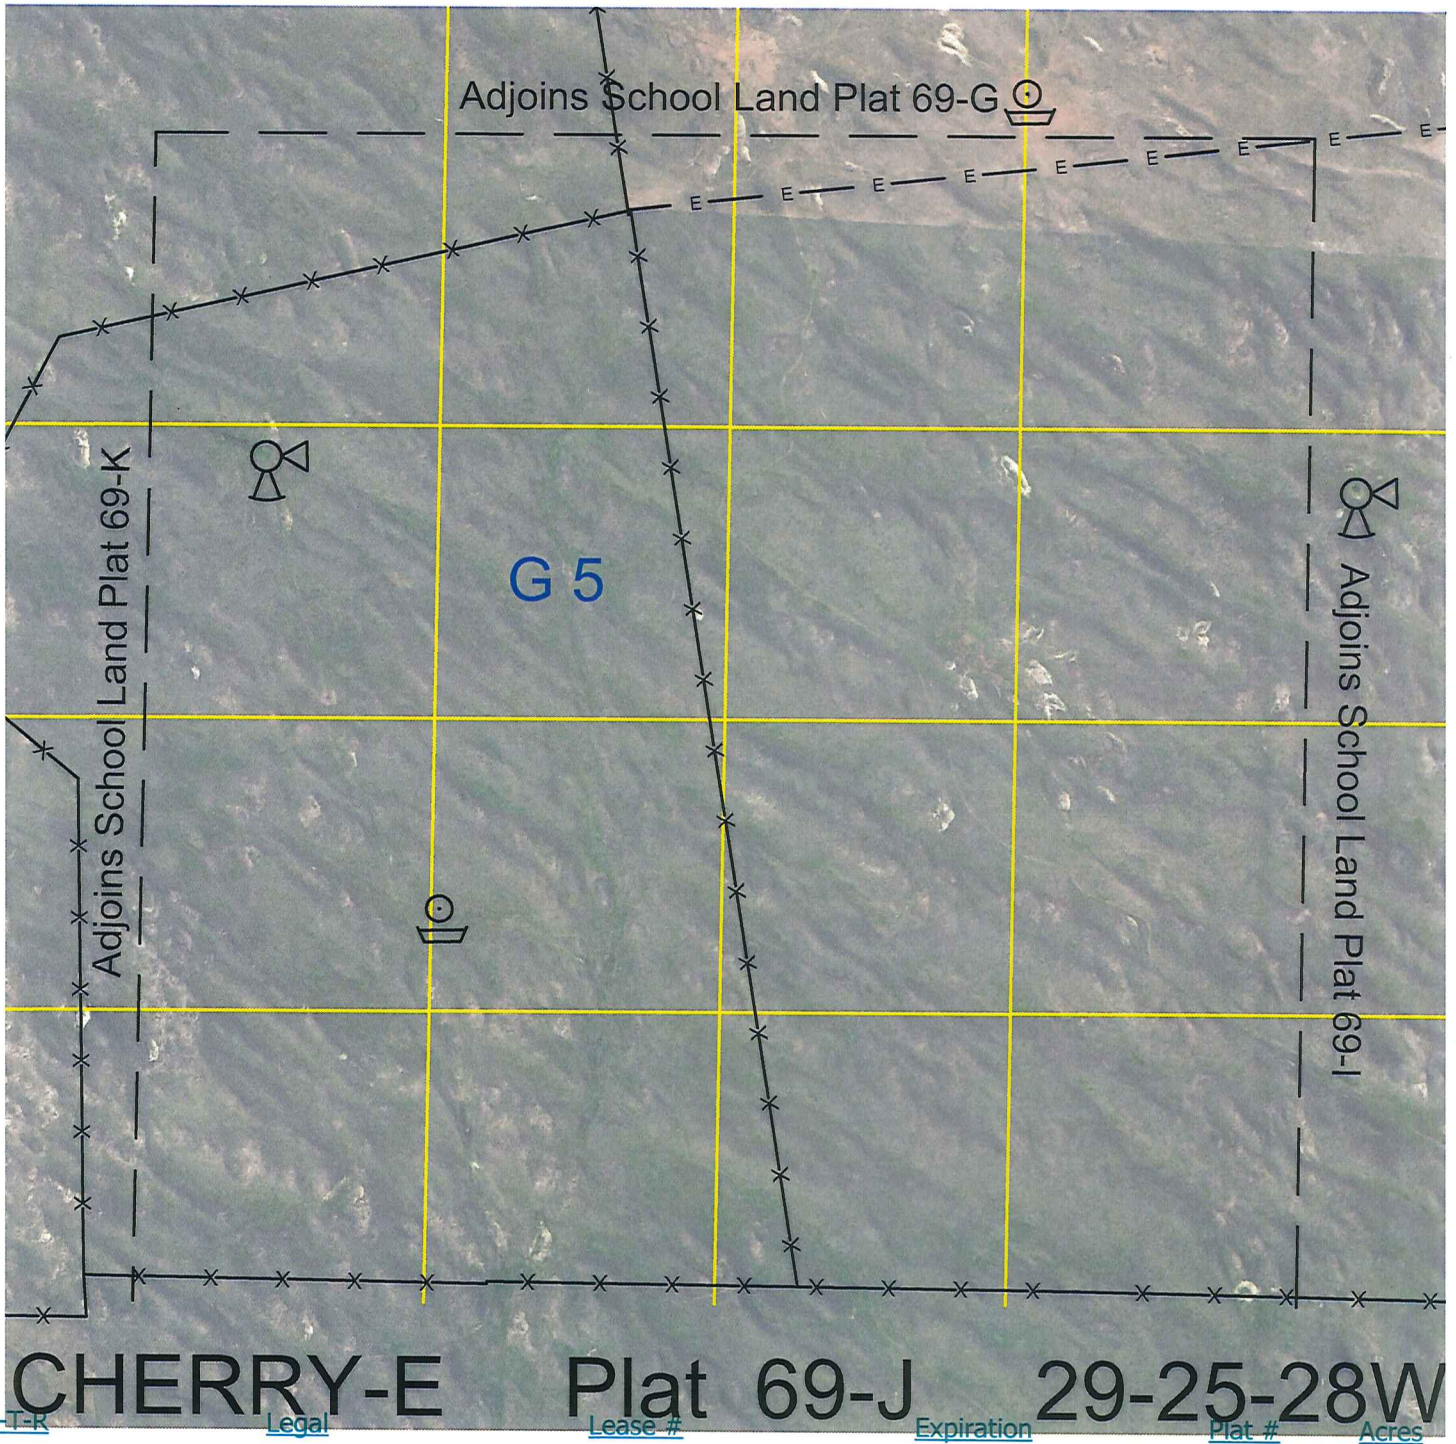 Adjoins School Land Plat 69-G
E E E E E E E E E
Adjoins School Land Plat 69-K
G 5
Adjoins School Land Plat 69-I
CHERRY-E Plat 69-J 29-25-28W
-T-R Legal Lease # Expiration Plat # Acres